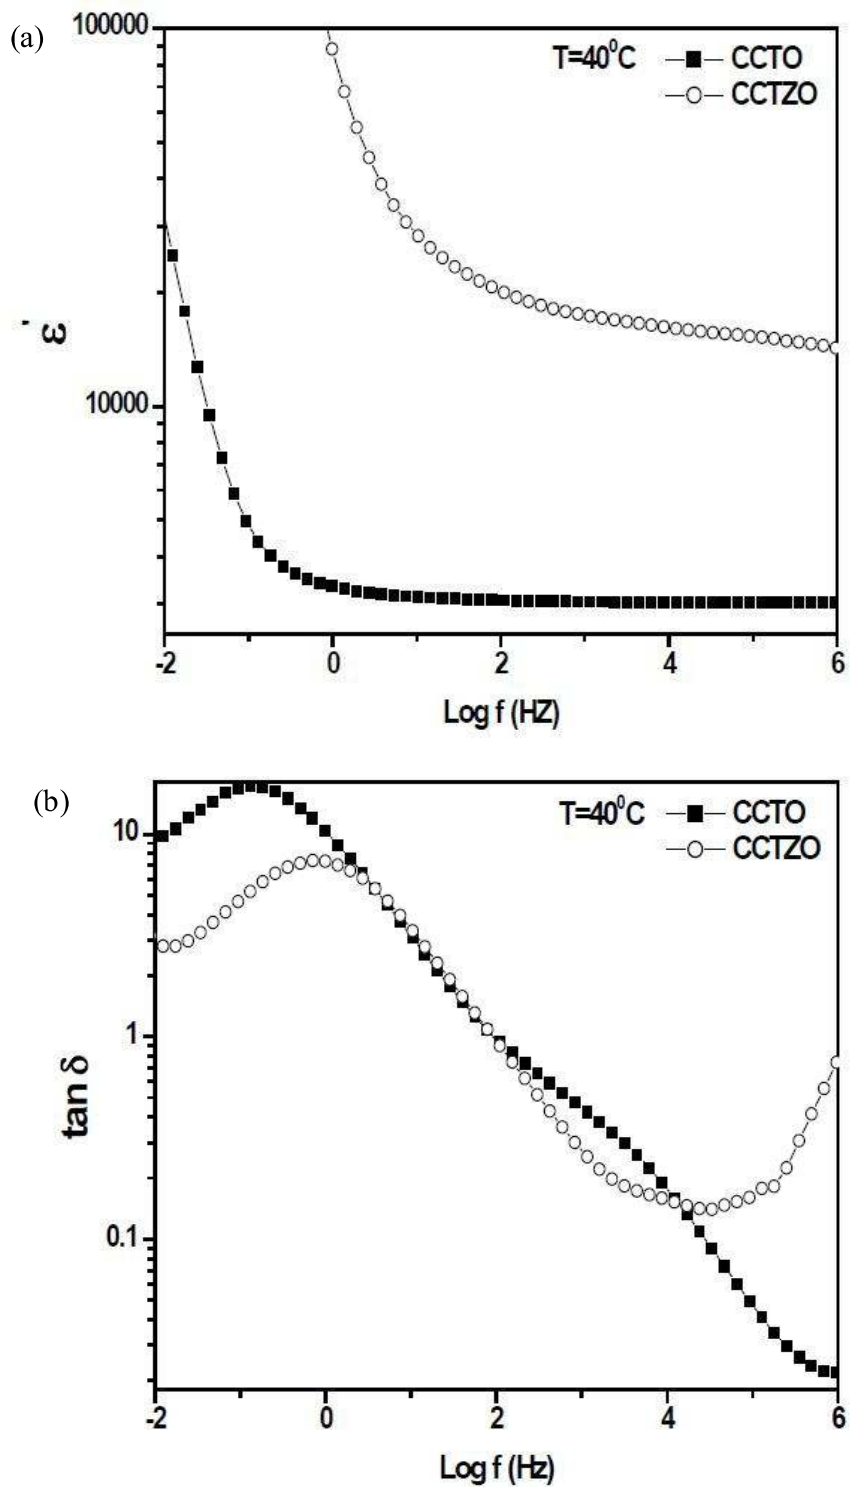 (a)
100000
T=40⁰C
CCTO
CCTZO
ε'
10000
-2 0 2 4 6
Log f (HZ)
(b)
T=40⁰C
CCTO
CCTZO
10
1
tan δ
0.1
-2 0 2 4 6
Log f (Hz)